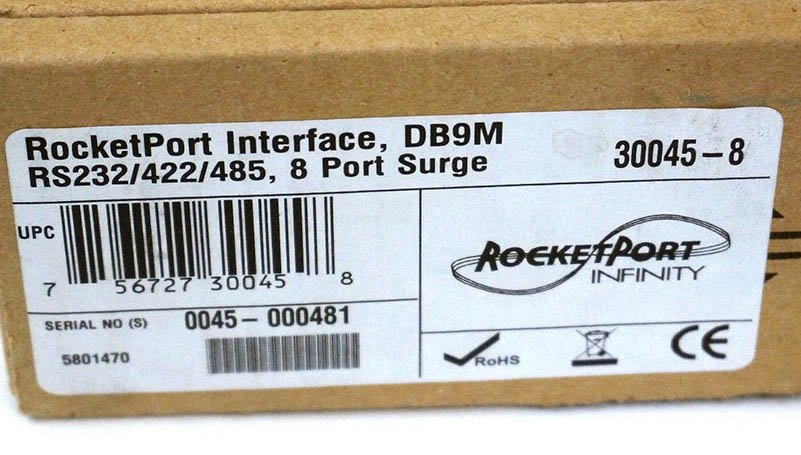 RocketPort Interface, DB9M
RS232/422/485, 8 Port Surge
30045-8
UPC
7 56727 30045 8
ROCKETPORT
INFINITY
SERIAL NO (S) 0045-000481
5801470
RoHS
CE